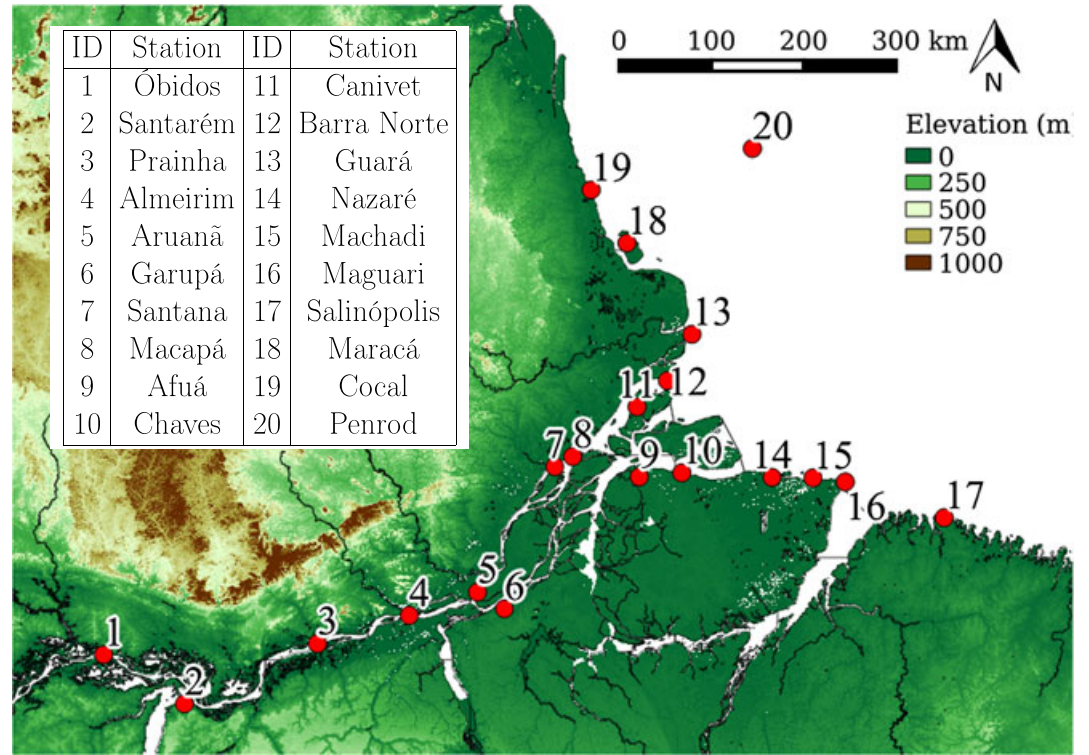 ID Station ID Station
1 Óbidos 11 Canivet
2 Santarém 12 Barra Norte
3 Prainha 13 Guará
4 Almeirim 14 Nazaré
5 Aruanã 15 Machadi
6 Garupá 16 Maguari
7 Santana 17 Salinópolis
8 Macapá 18 Maracá
9 Afuá 19 Cocal
10 Chaves 20 Penrod
0 100 200 300 km
N
Elevation (m
0
250
500
750
1000
20
19
18
13
12
11
8
7
9
10
14
15
16
17
5
6
4
3
1
2